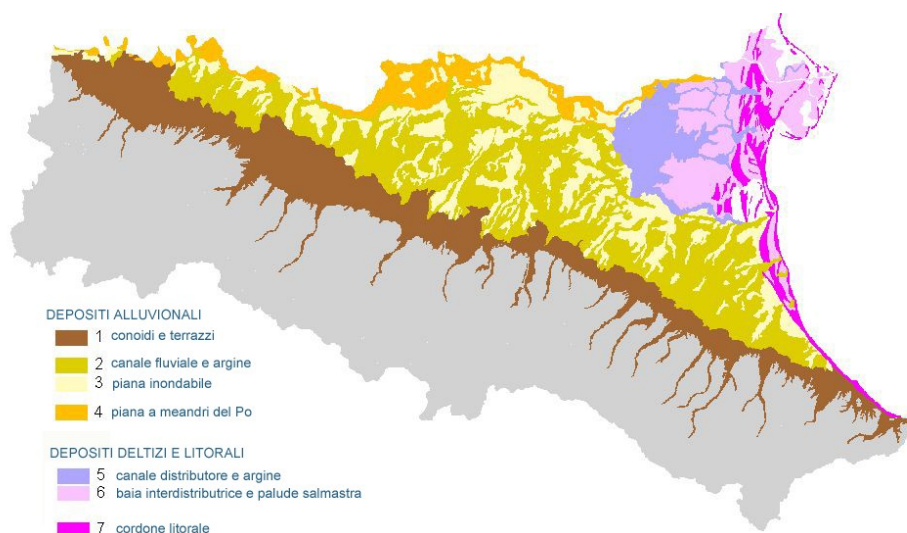 DEPOSITI ALLUVIONALI
1 conoidi e terrazzi
2 canale fluviale e argine
3 piana inondabile
4 piana a meandri del Po
DEPOSITI DELTIZI E LITORALI
5 canale distributore e argine
6 baia interdistributrice e palude salmastra
7 cordone litorale